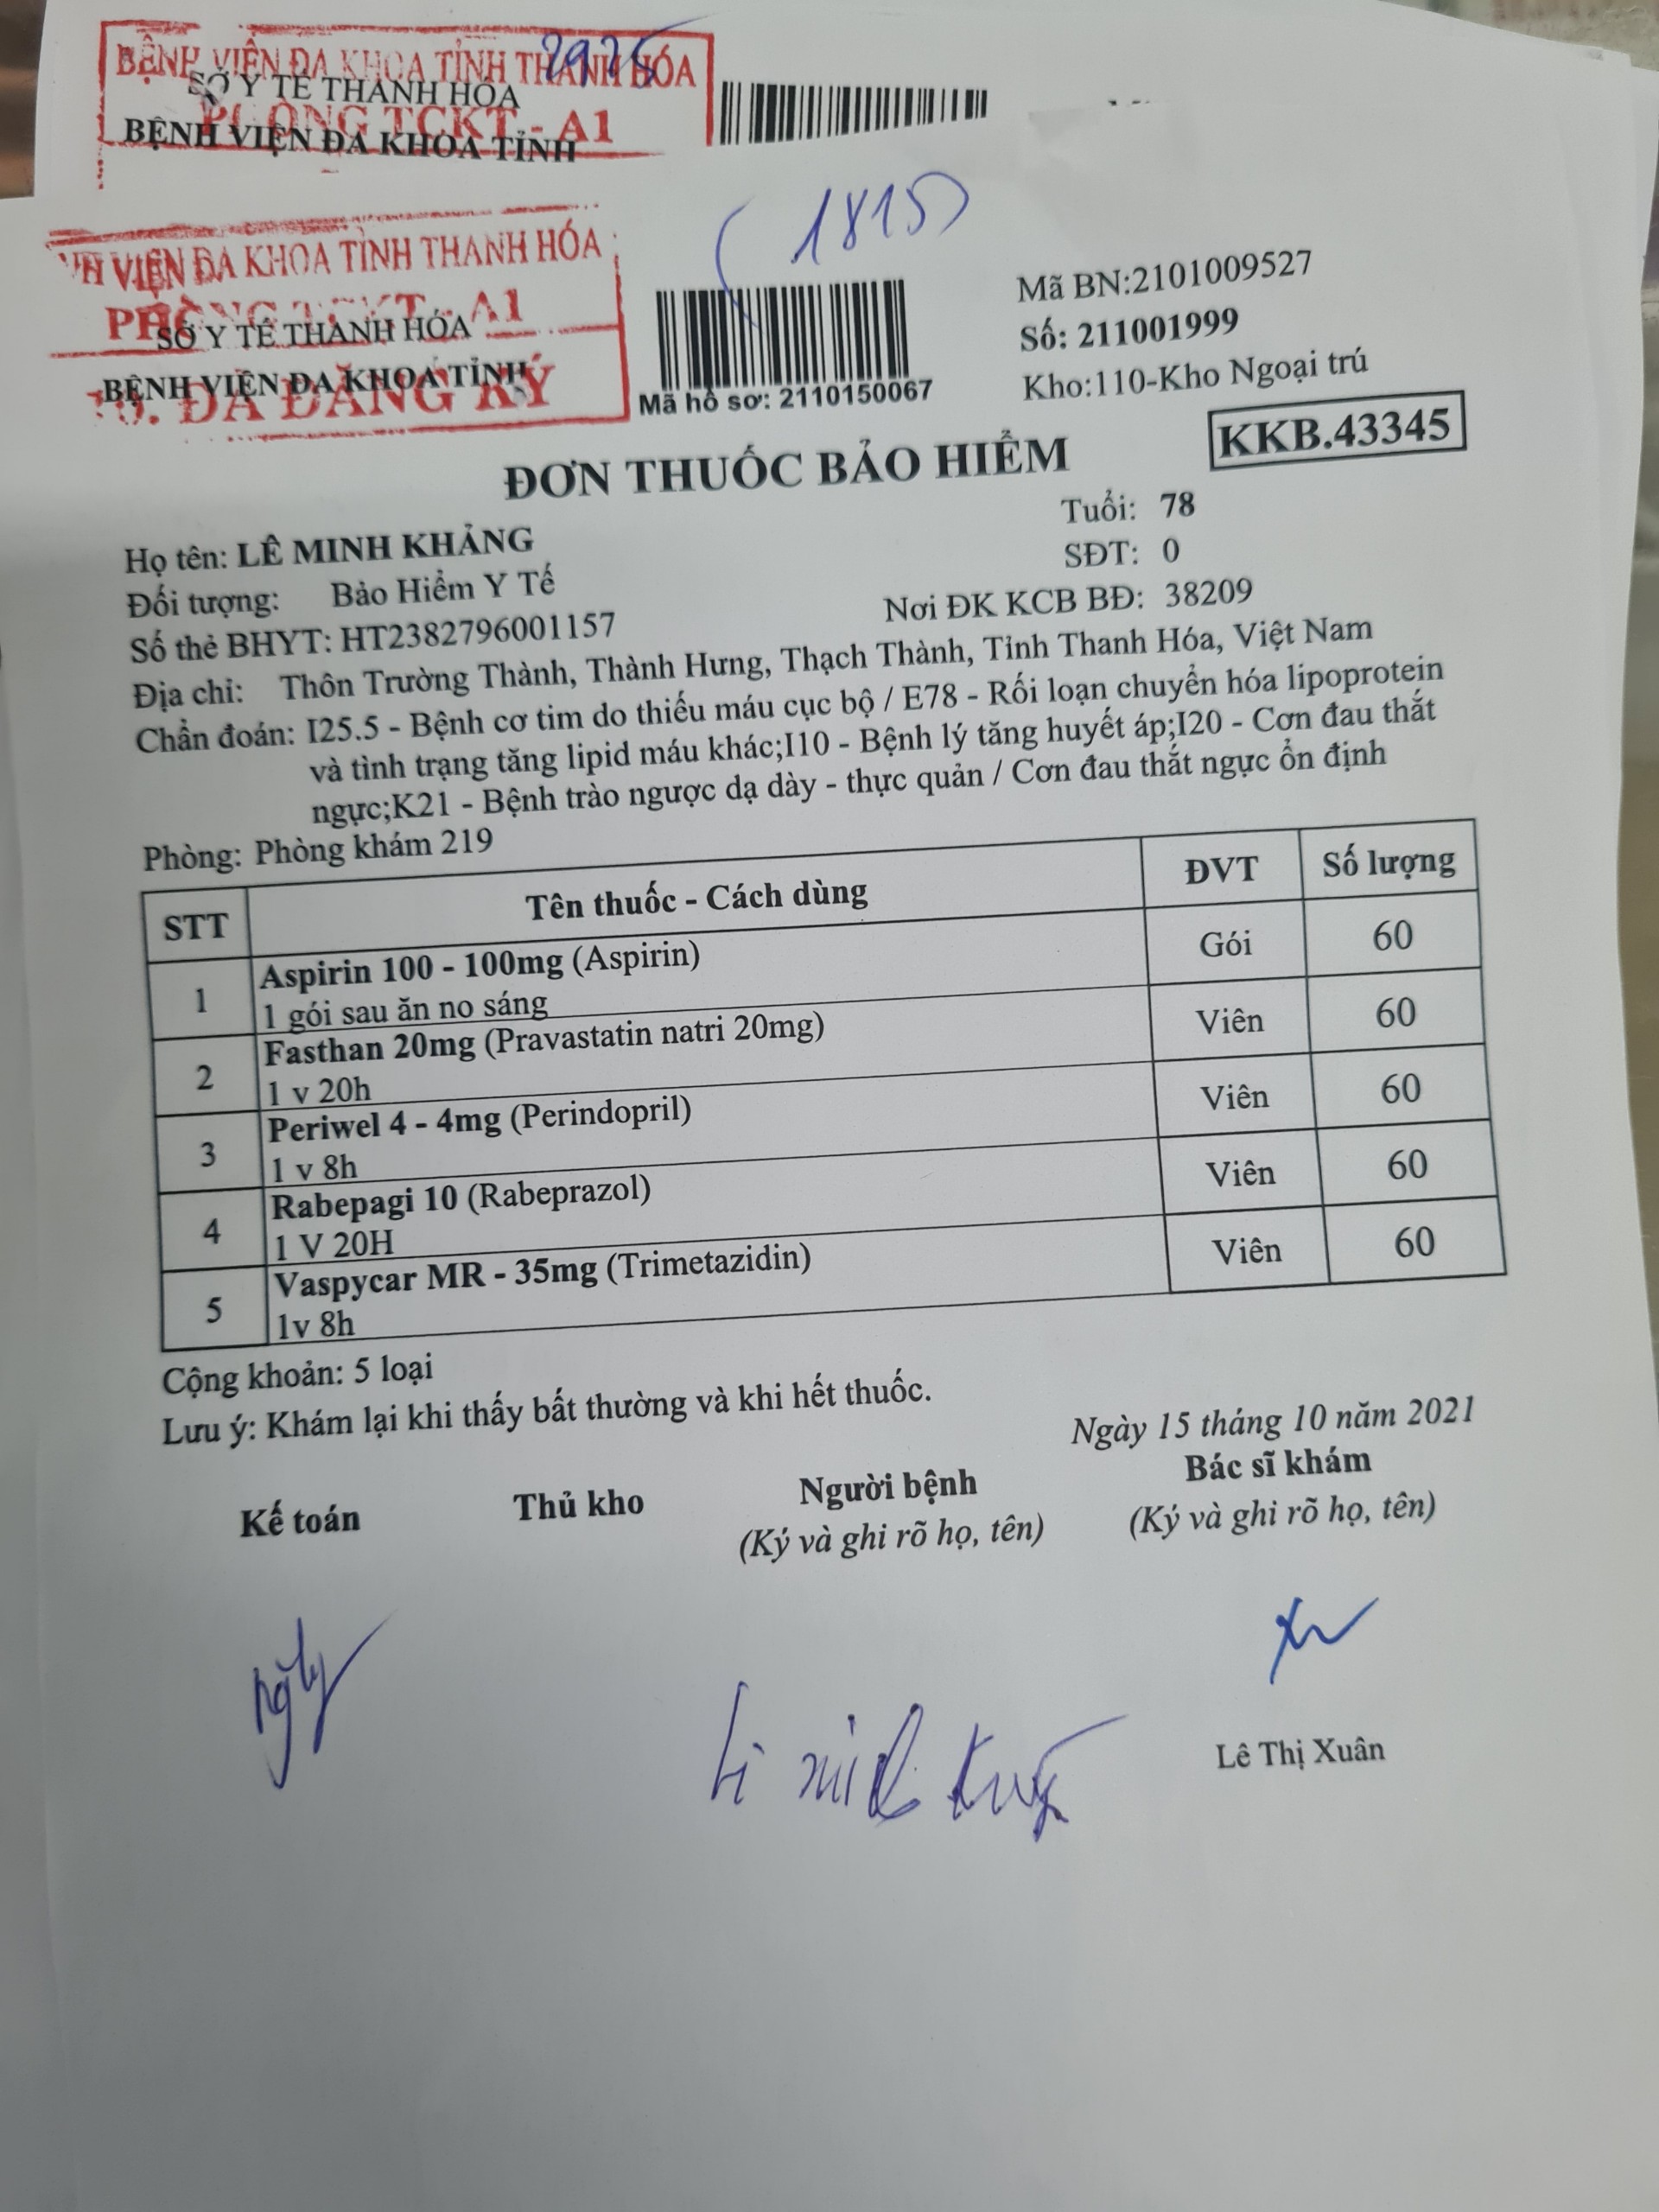 BỆNH VIỆN ĐA KHOA TỈNH THANH HÓA
2925
SỞ Y TẾ THANH HÓA
PHÒNG TCKT - A1
BỆNH VIỆN ĐA KHOA TỈNH
(1815)
VIỆN ĐA KHOA TỈNH THANH HÓA
PHÒNG TCKT - A1
SỞ Y TẾ THANH HÓA
BỆNH VIỆN ĐA KHOA TỈNH
ĐÃ ĐĂNG KÝ
Mã hồ sơ: 2110150067
Mã BN:2101009527
Số: 211001999
Kho:110-Kho Ngoại trú
KKB.43345
ĐƠN THUỐC BẢO HIỂM
Họ tên: LÊ MINH KHẢNG
Tuổi: 78
Đối tượng: Bảo Hiểm Y Tế
SĐT: 0
Số thẻ BHYT: HT2382796001157
Nơi ĐK KCB BĐ: 38209
Địa chỉ: Thôn Trường Thành, Thành Hưng, Thạch Thành, Tỉnh Thanh Hóa, Việt Nam
Chẩn đoán: I25.5 - Bệnh cơ tim do thiếu máu cục bộ / E78 - Rối loạn chuyển hóa lipoprotein
và tình trạng tăng lipid máu khác;I10 - Bệnh lý tăng huyết áp;I20 - Cơn đau thắt
ngực;K21 - Bệnh trào ngược dạ dày - thực quản / Cơn đau thắt ngực ổn định
Phòng: Phòng khám 219
STT Tên thuốc - Cách dùng ĐVT Số lượng
1 Aspirin 100 - 100mg (Aspirin) Gói 60
1 gói sau ăn no sáng
2 Fasthan 20mg (Pravastatin natri 20mg) Viên 60
1 v 20h
3 Periwel 4 - 4mg (Perindopril) Viên 60
1 v 8h
4 Rabepagi 10 (Rabeprazol) Viên 60
1 V 20H
5 Vaspycar MR - 35mg (Trimetazidin) Viên 60
1v 8h
Cộng khoản: 5 loại
Lưu ý: Khám lại khi thấy bất thường và khi hết thuốc.
Ngày 15 tháng 10 năm 2021
Kế toán Thủ kho Người bệnh Bác sĩ khám
(Ký và ghi rõ họ, tên) (Ký và ghi rõ họ, tên)
Lê Thị Xuân